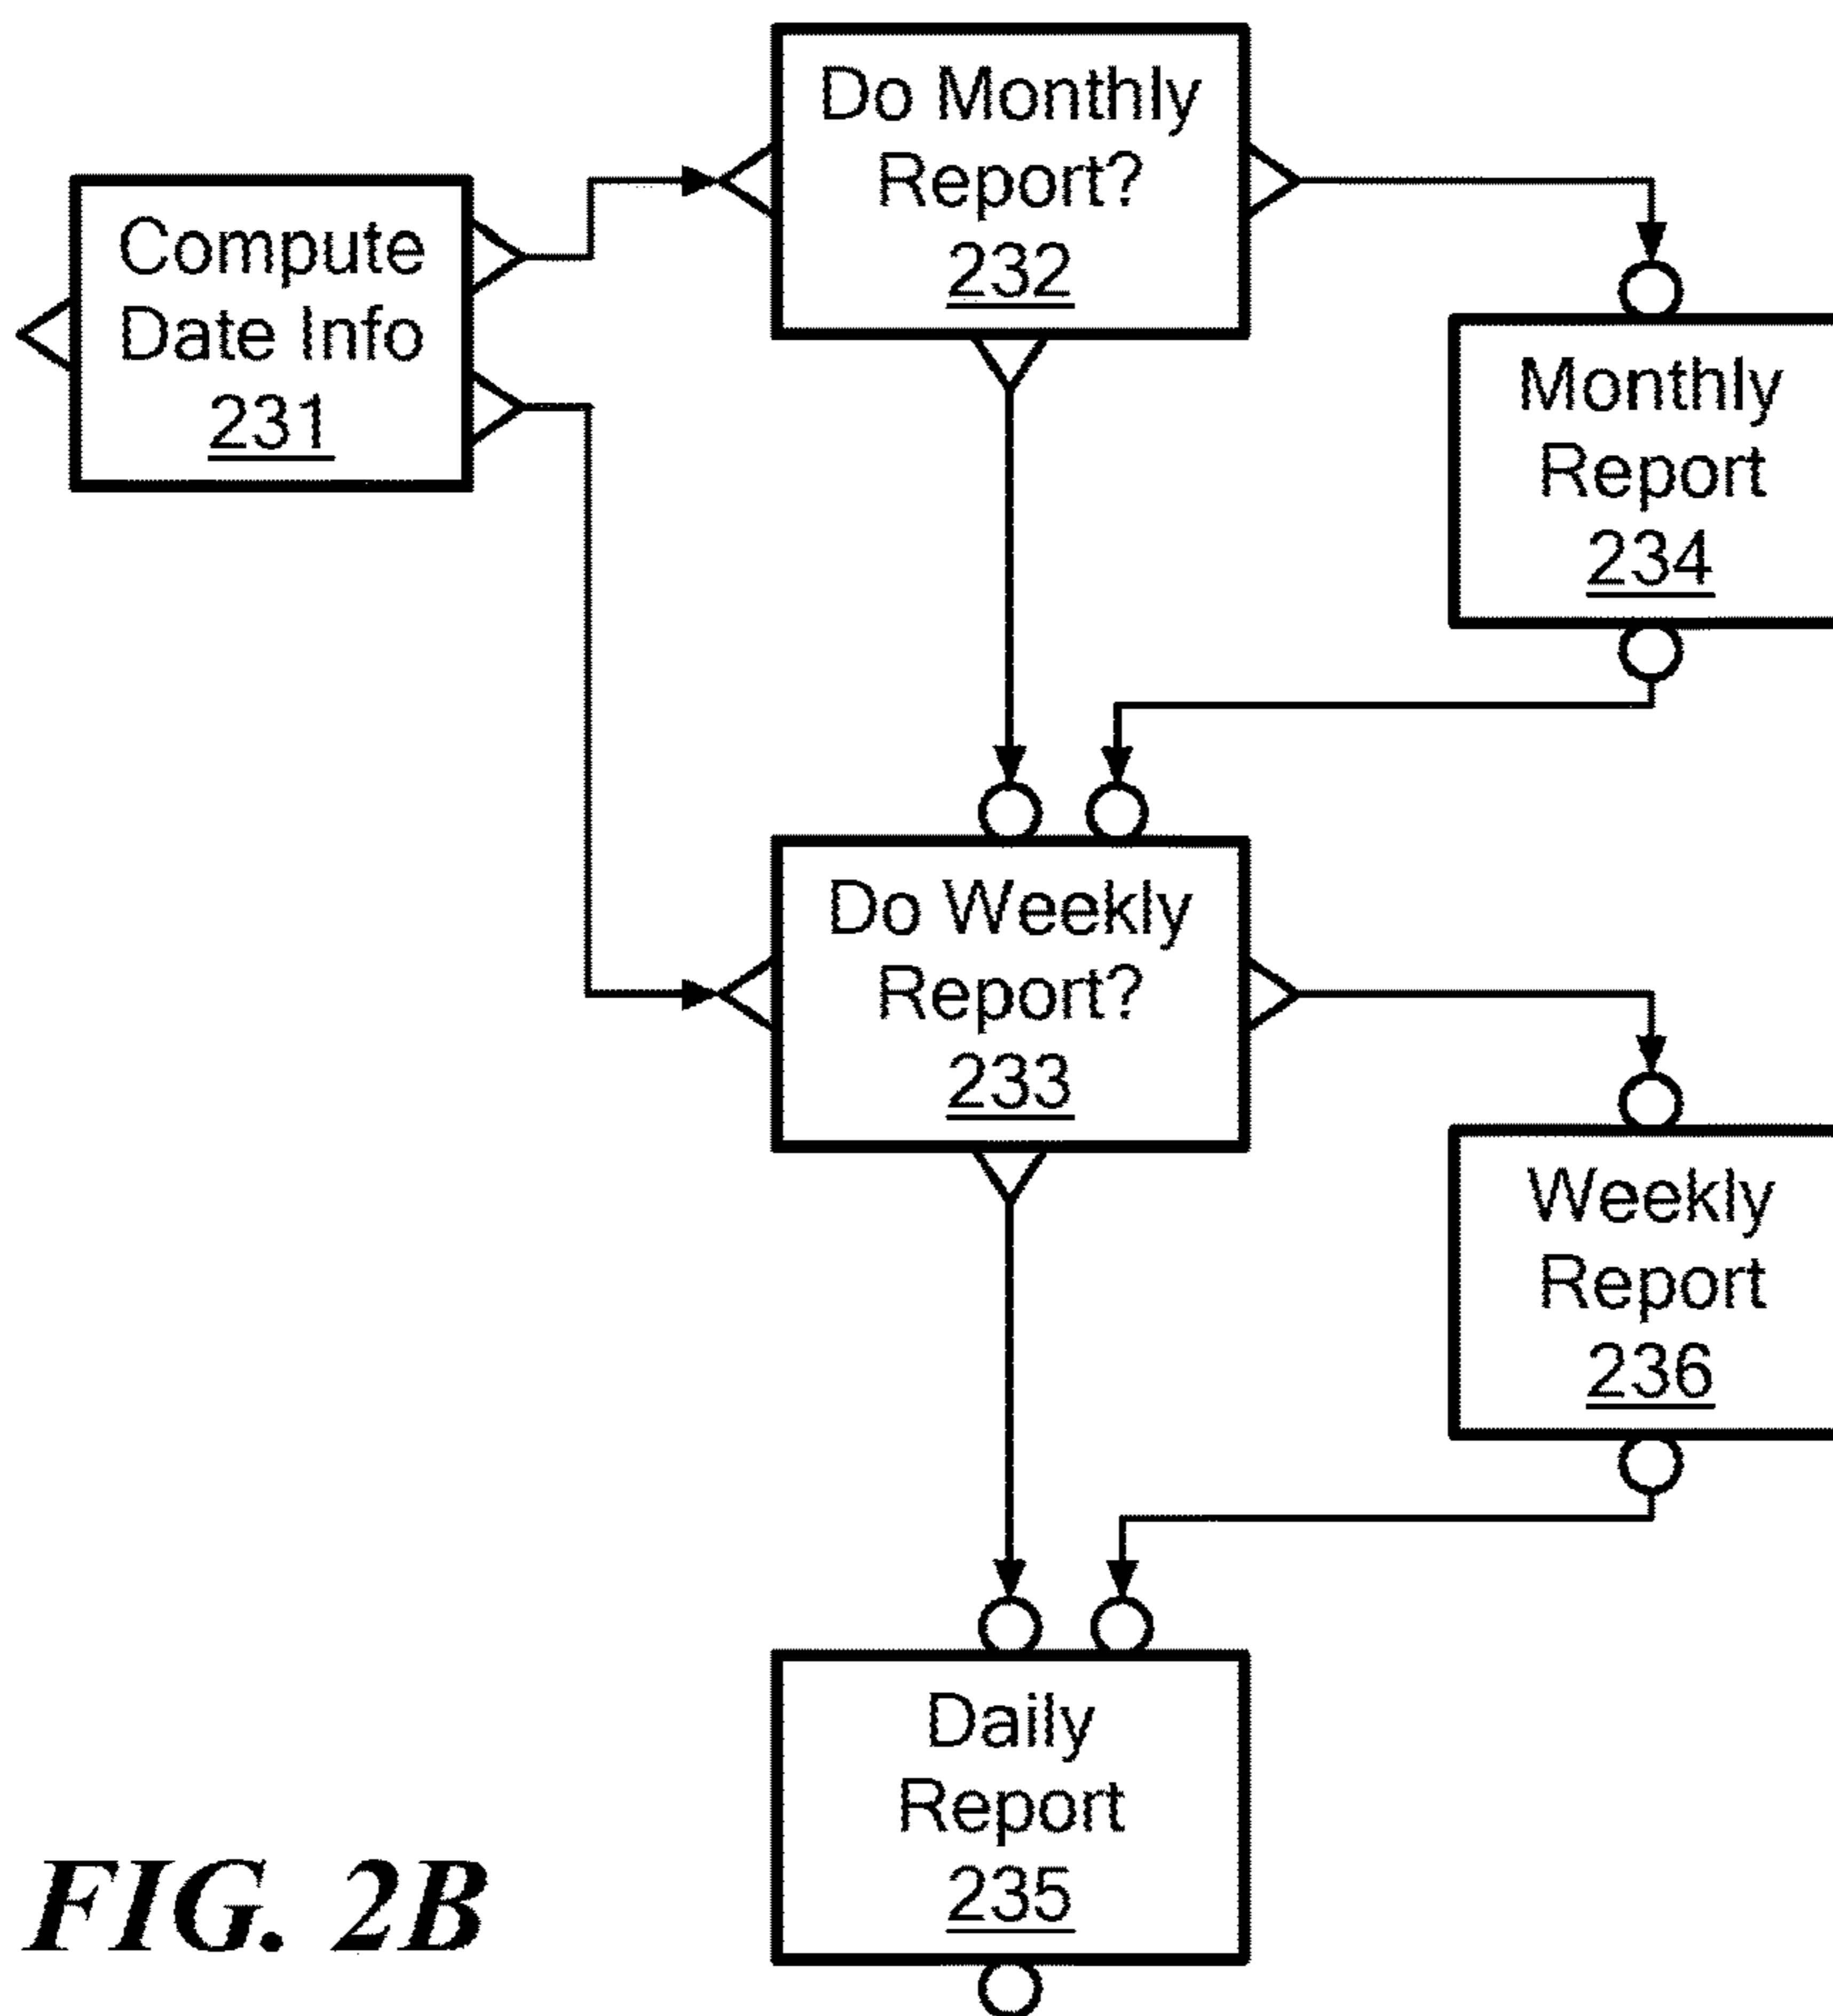 Do Monthly
Report?
232
Compute
Date Info
231
Monthly
Report
234
Do Weekly
Report?
233
Weekly
Report
236
Daily
Report
235
FIG. 2B